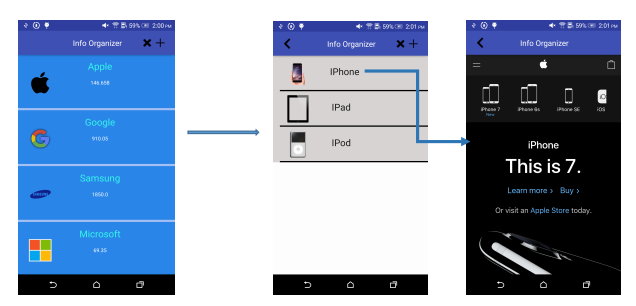 59% 2:00 PM
Info Organizer
Apple
146.658
Google
910.05
Samsung
1850.0
Microsoft
69.35
59% 2:01 PM
Info Organizer
IPhone
IPad
IPod
59% 2:01 PM
Info Organizer
iPhone 7
New
iPhone 6s
iPhone SE
iOS
iPhone
This is 7.
Learn more > Buy >
Or visit an Apple Store today.